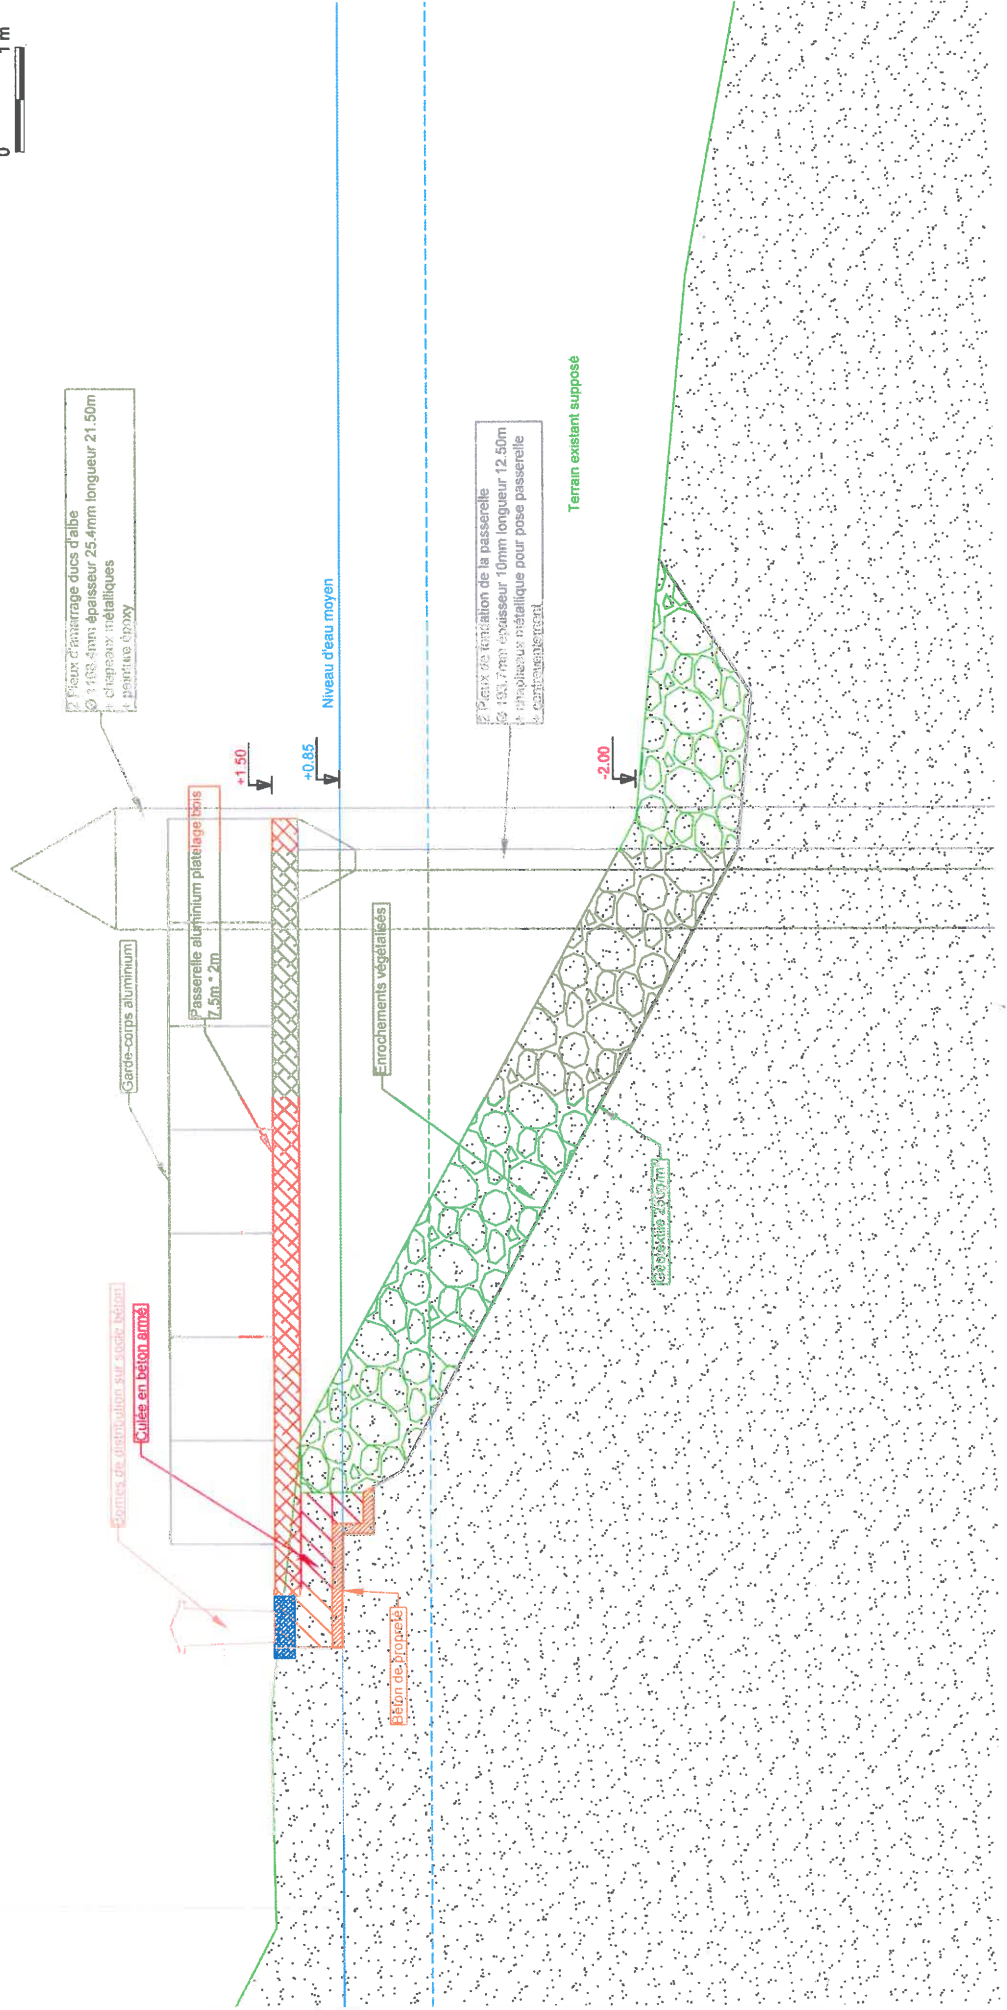 0 1 m
2 Pieux d'amarrage ducs d'albe
épaisseur 25.4mm longueur 21.50m
+ chapeaux métalliques
+ peinture époxy
Garde-corps aluminium
Passerelle aluminium platelage bois
7.5m * 2m
+1.50
+0.85
Niveau d'eau moyen
Bornes de distribution sur socle béton
Culée en béton armé
Enrochements végétalisés
2 Pieux de fondation de la passerelle
Ø 193.7mm épaisseur 10mm longueur 12.50m
+ chapiteaux métallique pour pose passerelle
+ contreventement
-2.00
Terrain existant supposé
Béton de propreté
Géotextile